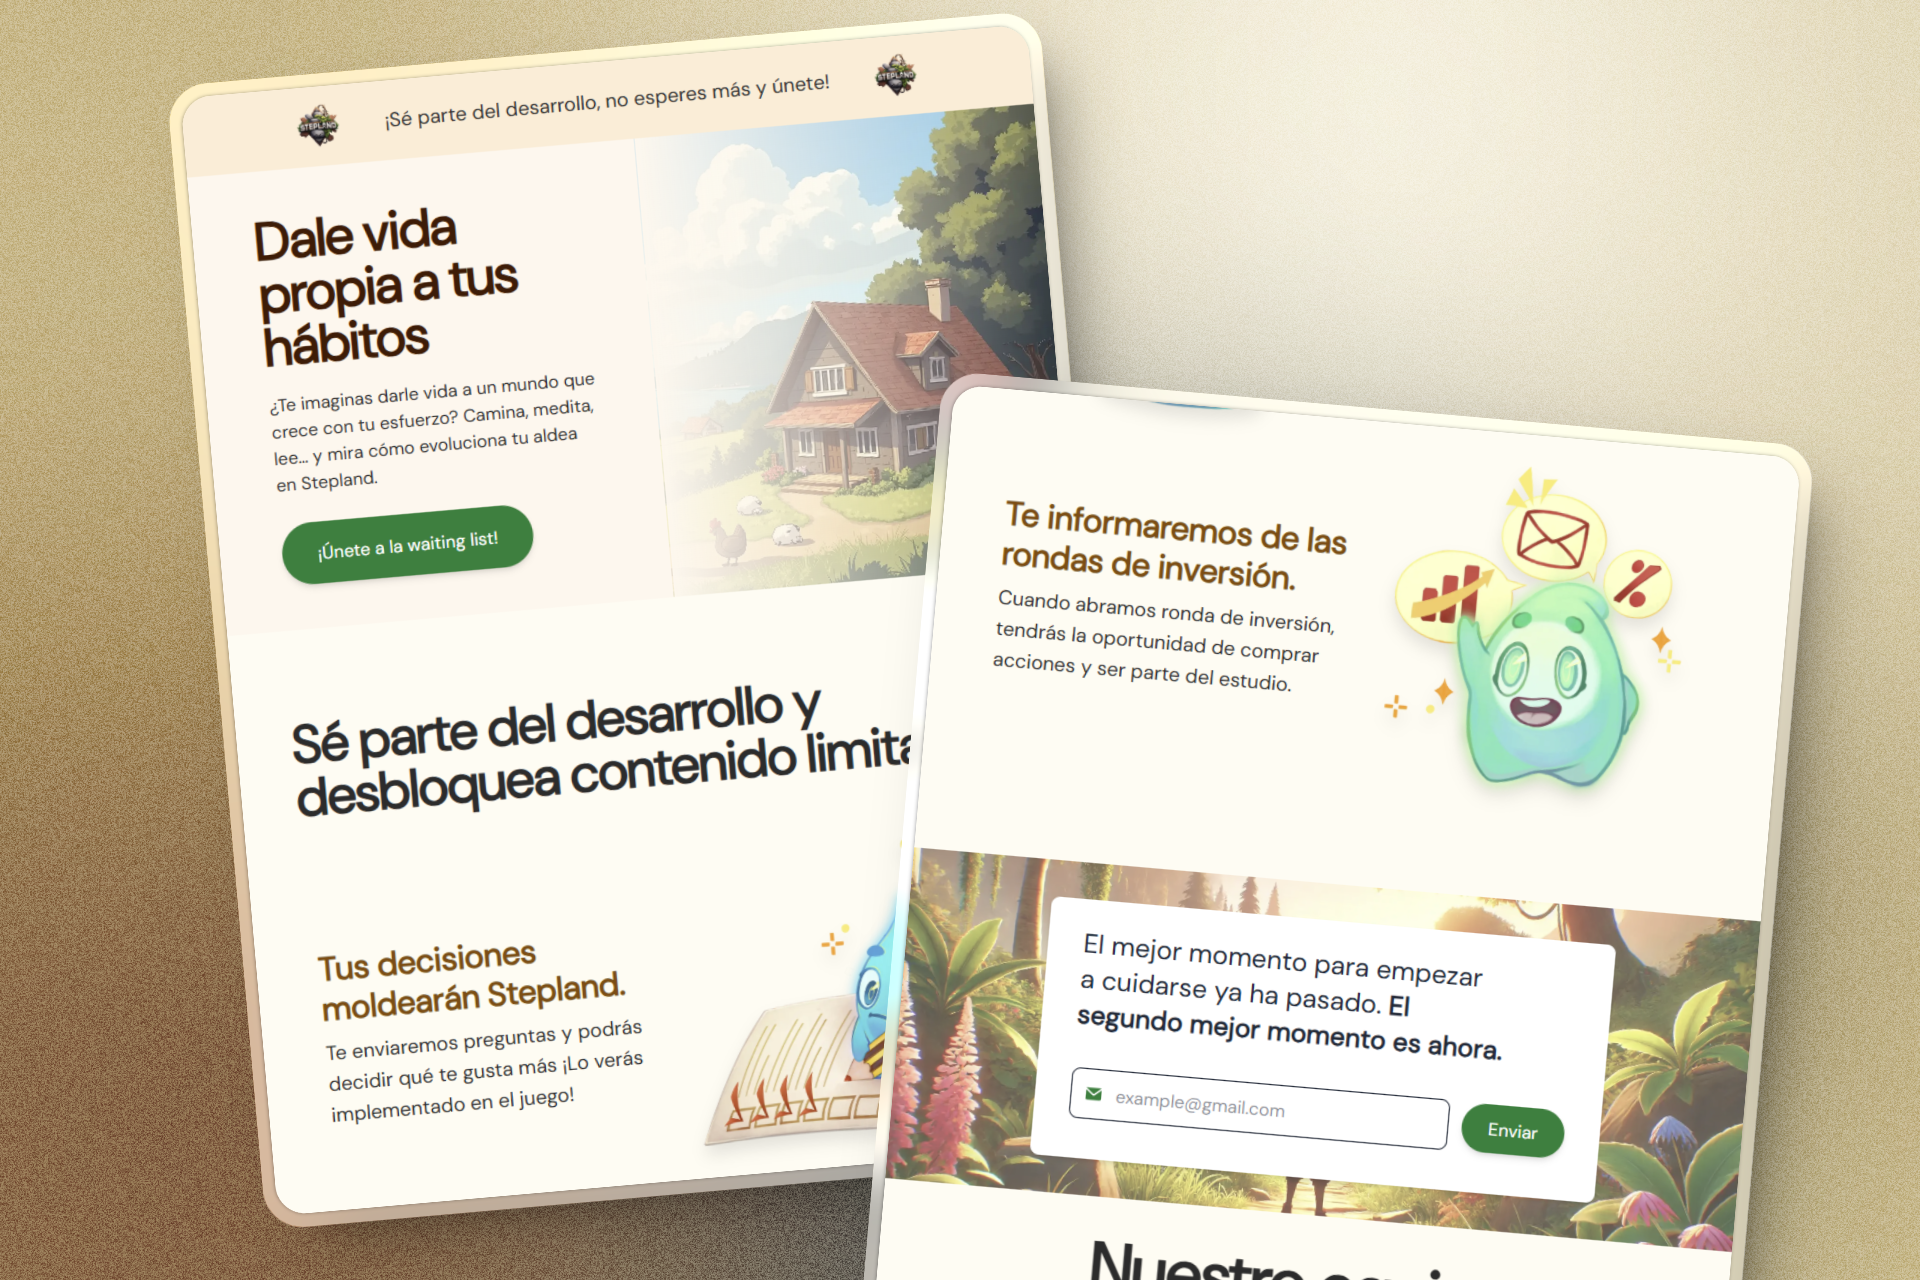 STEPLAND
¡Sé parte del desarrollo, no esperes más y únete!
STEPLAND
Dale vida
propia a tus
hábitos
¿Te imaginas darle vida a un mundo que
crece con tu esfuerzo? Camina, medita,
lee... y mira cómo evoluciona tu aldea
en Stepland.
¡Únete a la waiting list!
Sé parte del desarrollo y
desbloquea contenido
Tus decisiones
moldearán Stepland.
Te enviaremos preguntas y podrás
decidir qué te gusta más ¡Lo verás
implementado en el juego!
Te informaremos de las
rondas de inversión.
Cuando abramos ronda de inversión,
tendrás la oportunidad de comprar
acciones y ser parte del estudio.
El mejor momento para empezar
a cuidarse ya ha pasado. El
segundo mejor momento es ahora.
example@gmail.com
Enviar
Nuestro